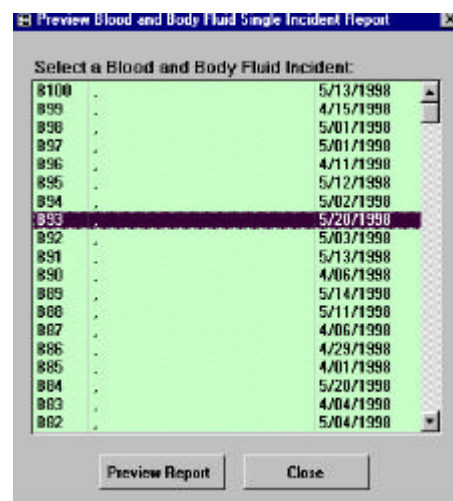 Preview Blood and Body Fluid Single Incident Report
Select a Blood and Body Fluid Incident:
B100 , 5/13/1998
B99 , 4/15/1998
B98 , 5/01/1998
B97 , 5/01/1998
B96 , 4/11/1998
B95 , 5/12/1998
B94 , 5/02/1998
B93 , 5/20/1998
B92 , 5/03/1998
B91 , 5/13/1998
B90 , 4/06/1998
B89 , 5/14/1998
B88 , 5/11/1998
B87 , 4/06/1998
B86 , 4/29/1998
B85 , 4/01/1998
B84 , 5/20/1998
B83 , 4/04/1998
B82 , 5/04/1998
Preview Report Close